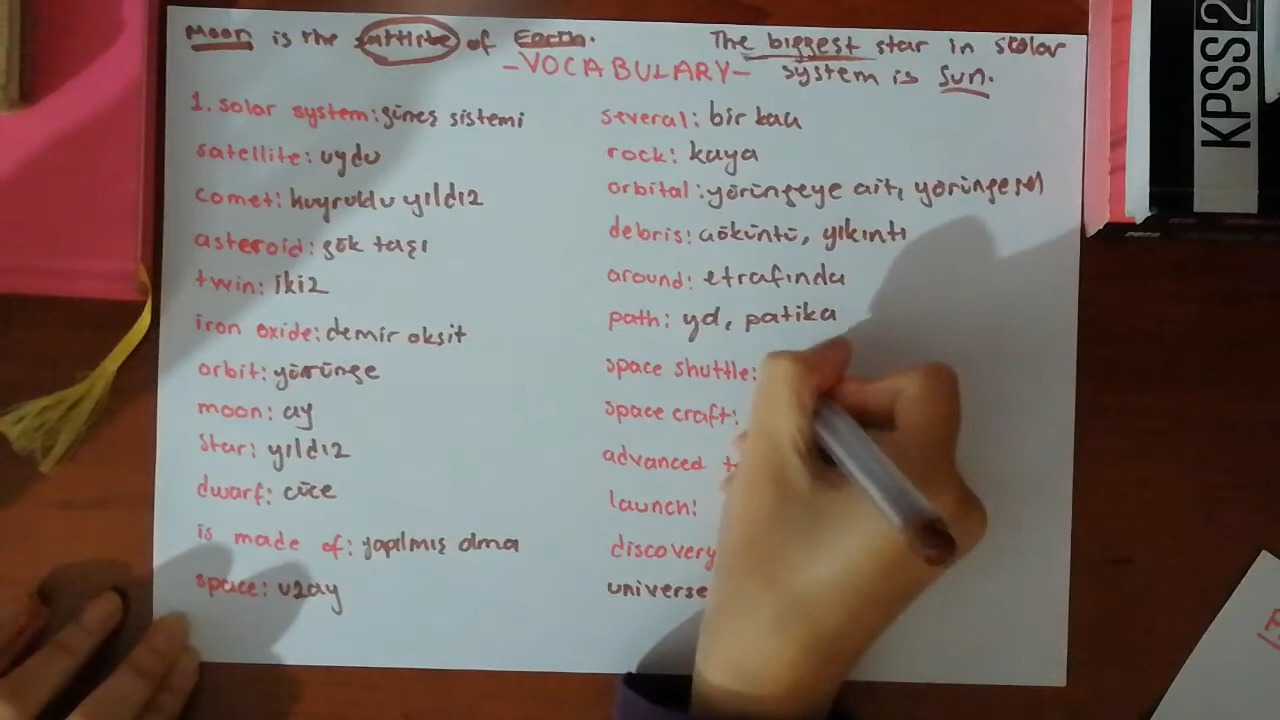 Moon is the sattlite of Earth.
The biggest star in solar
system is Sun.
-VOCABULARY-
1. solar system: güneş sistemi
satellite: uydu
comet: kuyruklu yıldız
asteroid: gök taşı
twin: ikiz
iron oxide: demir oksit
orbit: yörünge
moon: ay
star: yıldız
dwarf: cüce
is made of: yapılmış olma
space: uzay
several: bir kaç
rock: kaya
orbital: yörüngeye ait, yörüngesel
debris: döküntü, yıkıntı
around: etrafında
path: yol, patika
space shuttle:
space craft:
advanced
launch:
discovery
universe
KPSS 2